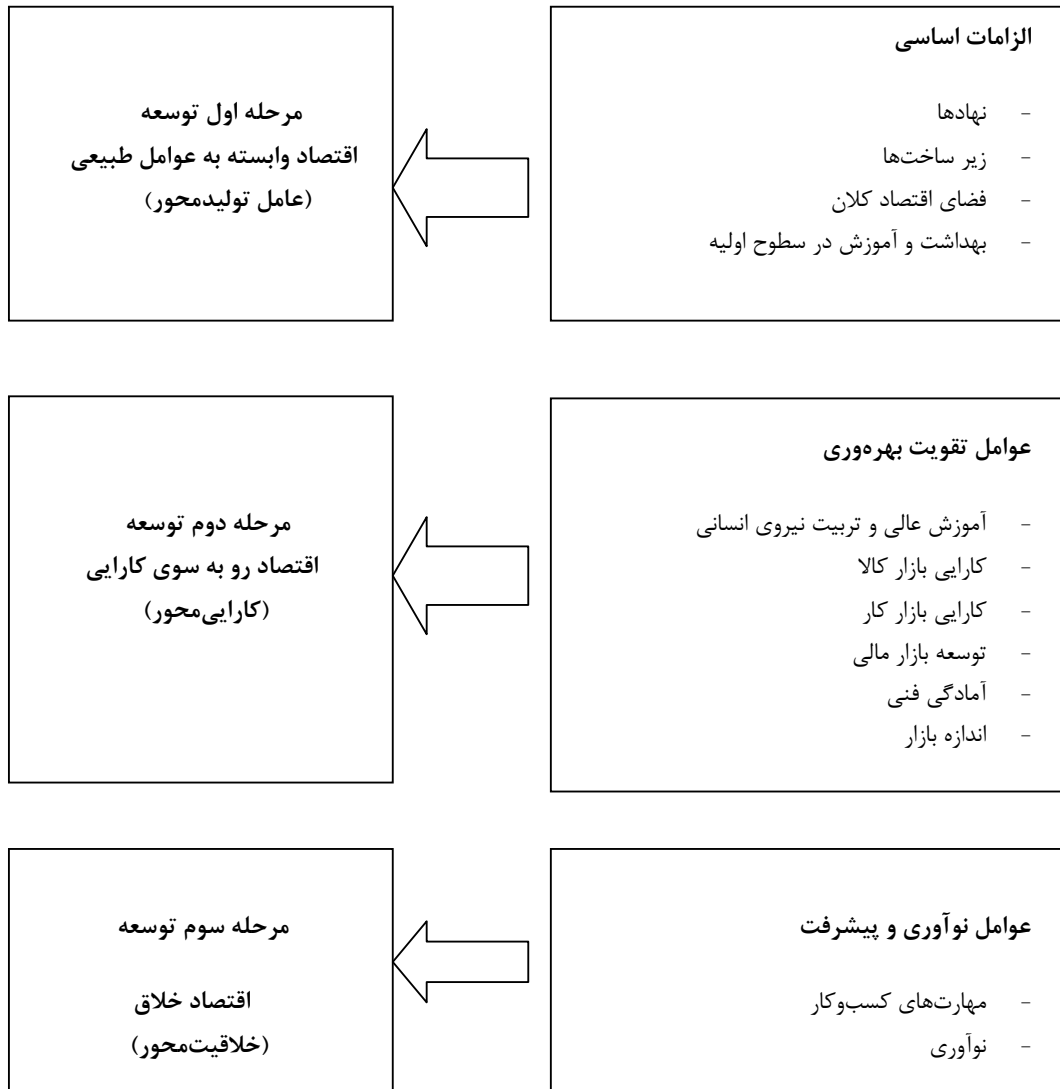 الزامات اساسی
- نهادها
- زیر ساخت‌ها
- فضای اقتصاد کلان
- بهداشت و آموزش در سطوح اولیه
مرحله اول توسعه
اقتصاد وابسته به عوامل طبیعی
(عامل تولیدمحور)
عوامل تقویت بهره‌وری
- آموزش عالی و تربیت نیروی انسانی
- کارایی بازار کالا
- کارایی بازار کار
- توسعه بازار مالی
- آمادگی فنی
- اندازه بازار
مرحله دوم توسعه
اقتصاد رو به سوی کارایی
(کارایی‌محور)
عوامل نوآوری و پیشرفت
- مهارت‌های کسب‌وکار
- نوآوری
مرحله سوم توسعه
اقتصاد خلاق
(خلاقیت‌محور)